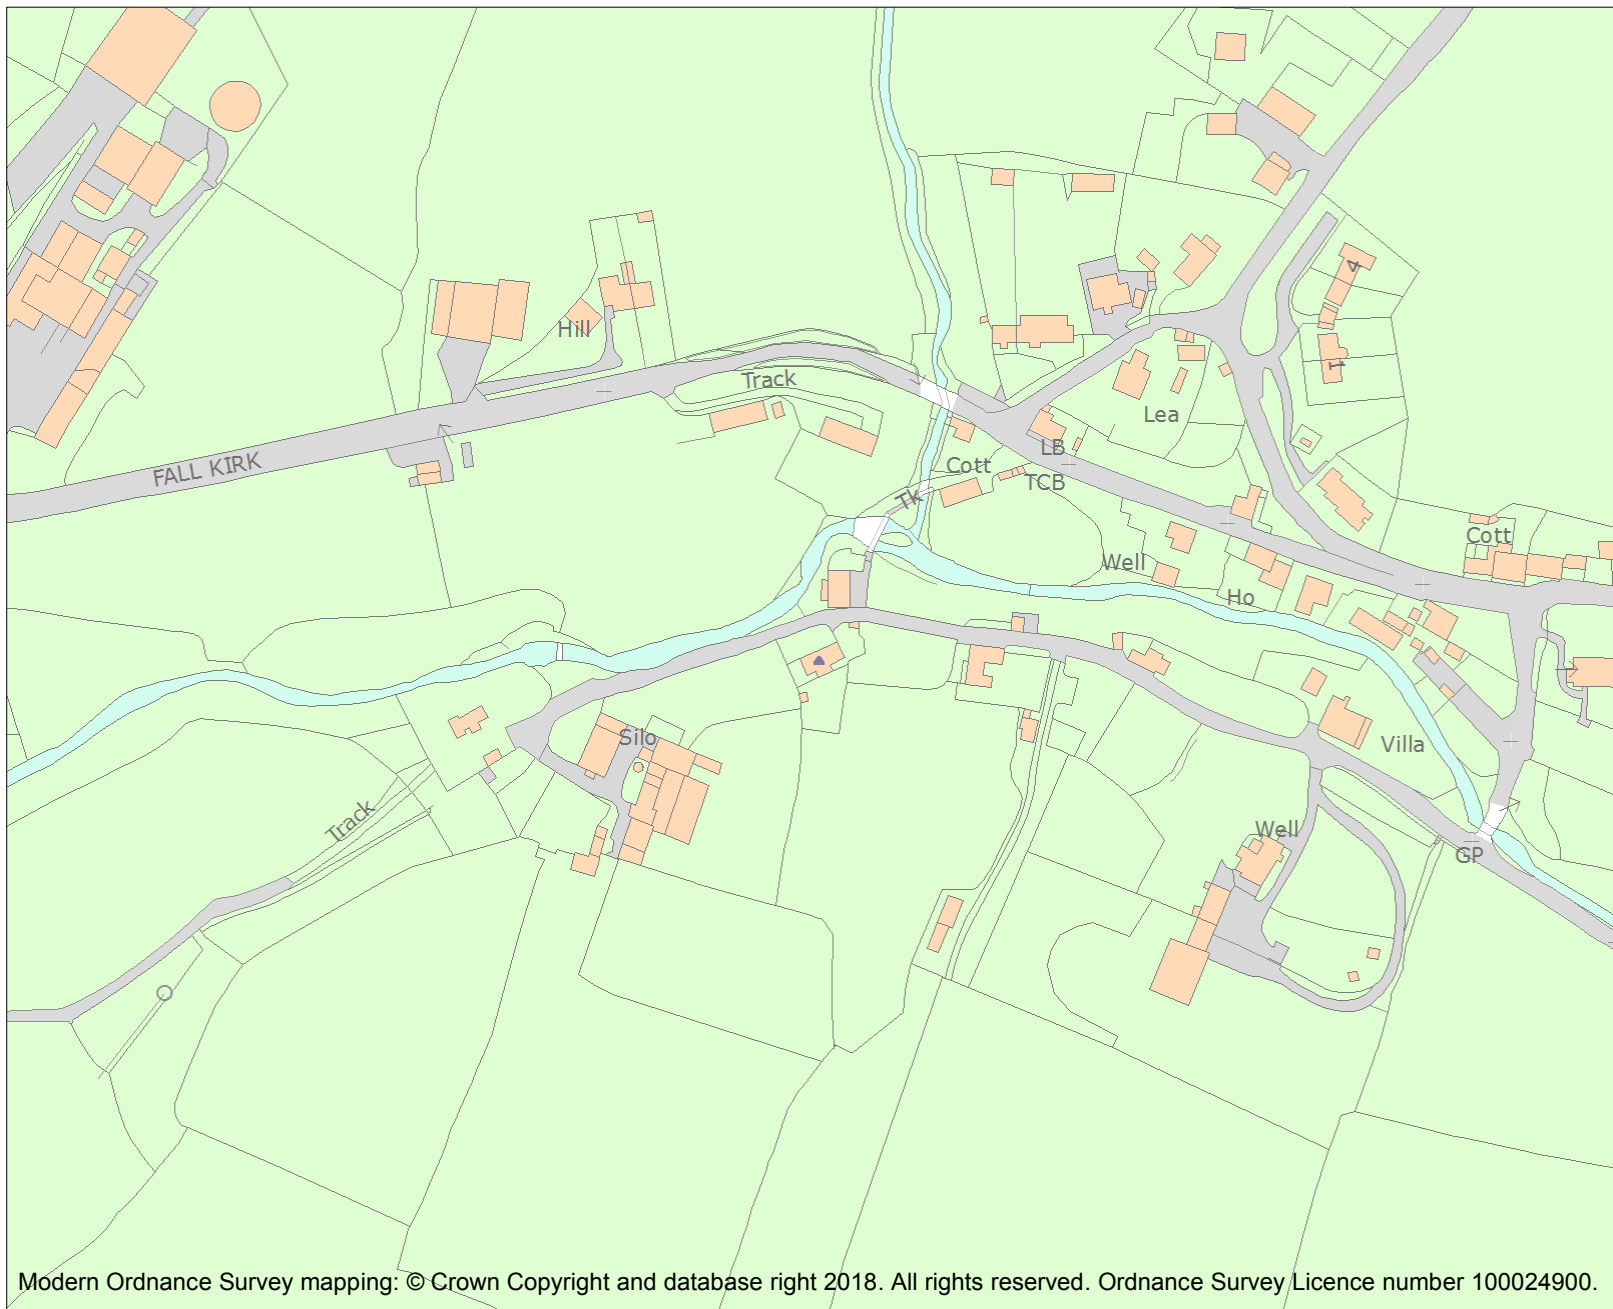 4
Hill
1
Track
Lea
LB
FALL KIRK
Cott
TCB
Tk
Cott
Well
Ho
Silo
Villa
Track
Well
GP
Modern Ordnance Survey mapping: © Crown Copyright and database right 2018. All rights reserved. Ordnance Survey Licence number 100024900.